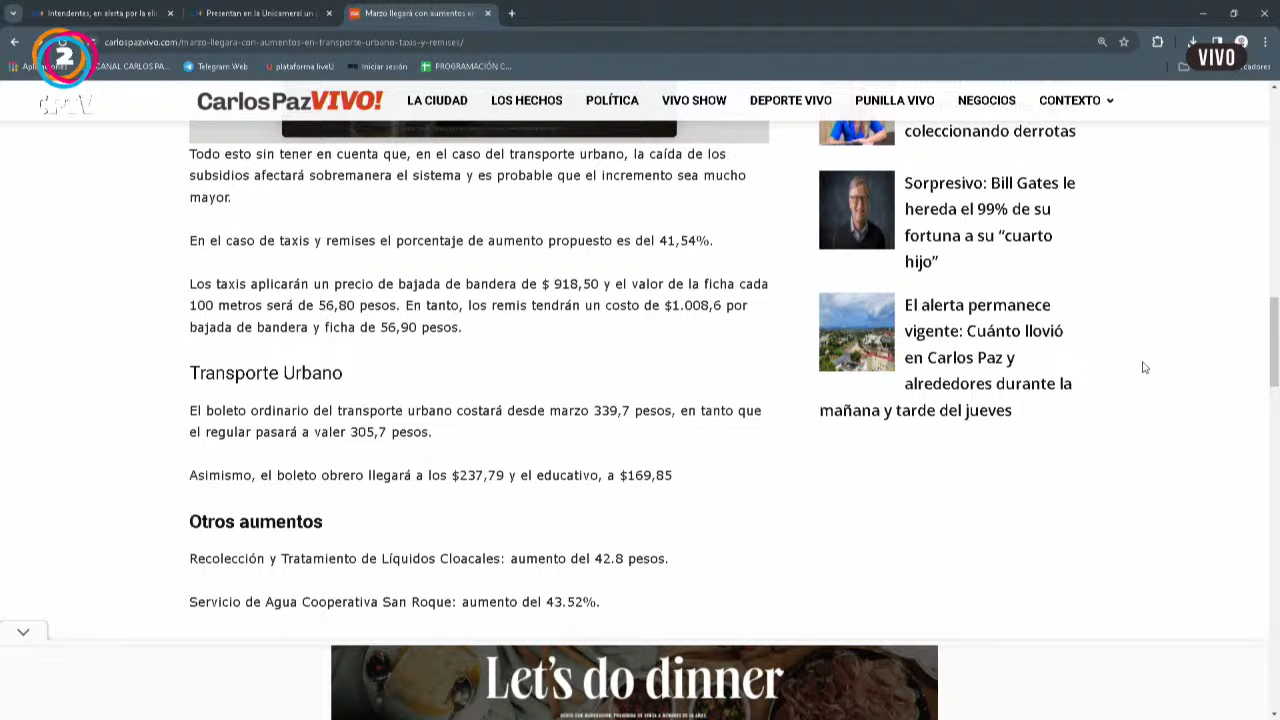 Intendentes, en alerta por la eli
Presentan en la Unicameral un
Marzo llegará con aumentos en
carlospazvivo.com/marzo-llegara-con-aumentos-en-transporte-urbano-taxis-y-remises/
CANAL CARLOS PA...
Telegram Web
plataforma liveU
Iniciar sesión
PROGRAMACIÓN C...
2
VIVO
CarlosPazVIVO!
LA CIUDAD
LOS HECHOS
POLÍTICA
VIVO SHOW
DEPORTE VIVO
PUNILLA VIVO
NEGOCIOS
CONTEXTO
Todo esto sin tener en cuenta que, en el caso del transporte urbano, la caída de los
subsidios afectará sobremanera el sistema y es probable que el incremento sea mucho
mayor.
En el caso de taxis y remises el porcentaje de aumento propuesto es del 41,54%.
Los taxis aplicarán un precio de bajada de bandera de $ 918,50 y el valor de la ficha cada
100 metros será de 56,80 pesos. En tanto, los remis tendrán un costo de $1.008,6 por
bajada de bandera y ficha de 56,90 pesos.
Transporte Urbano
El boleto ordinario del transporte urbano costará desde marzo 339,7 pesos, en tanto que
el regular pasará a valer 305,7 pesos.
Asimismo, el boleto obrero llegará a los $237,79 y el educativo, a $169,85
Otros aumentos
Recolección y Tratamiento de Líquidos Cloacales: aumento del 42.8 pesos.
Servicio de Agua Cooperativa San Roque: aumento del 43.52%.
coleccionando derrotas
Sorpresivo: Bill Gates le
hereda el 99% de su
fortuna a su “cuarto
hijo”
El alerta permanece
vigente: Cuánto llovió
en Carlos Paz y
alrededores durante la
mañana y tarde del jueves
Let's do dinner